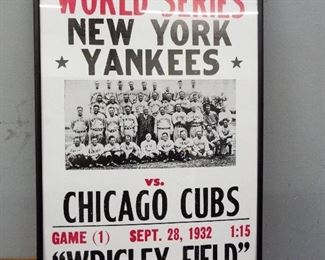 WORLD SERIES
NEW YORK
★ YANKEES ★
VS.
CHICAGO CUBS
GAME (1) SEPT. 28, 1932 1:15
"WRIGLEY FIELD"